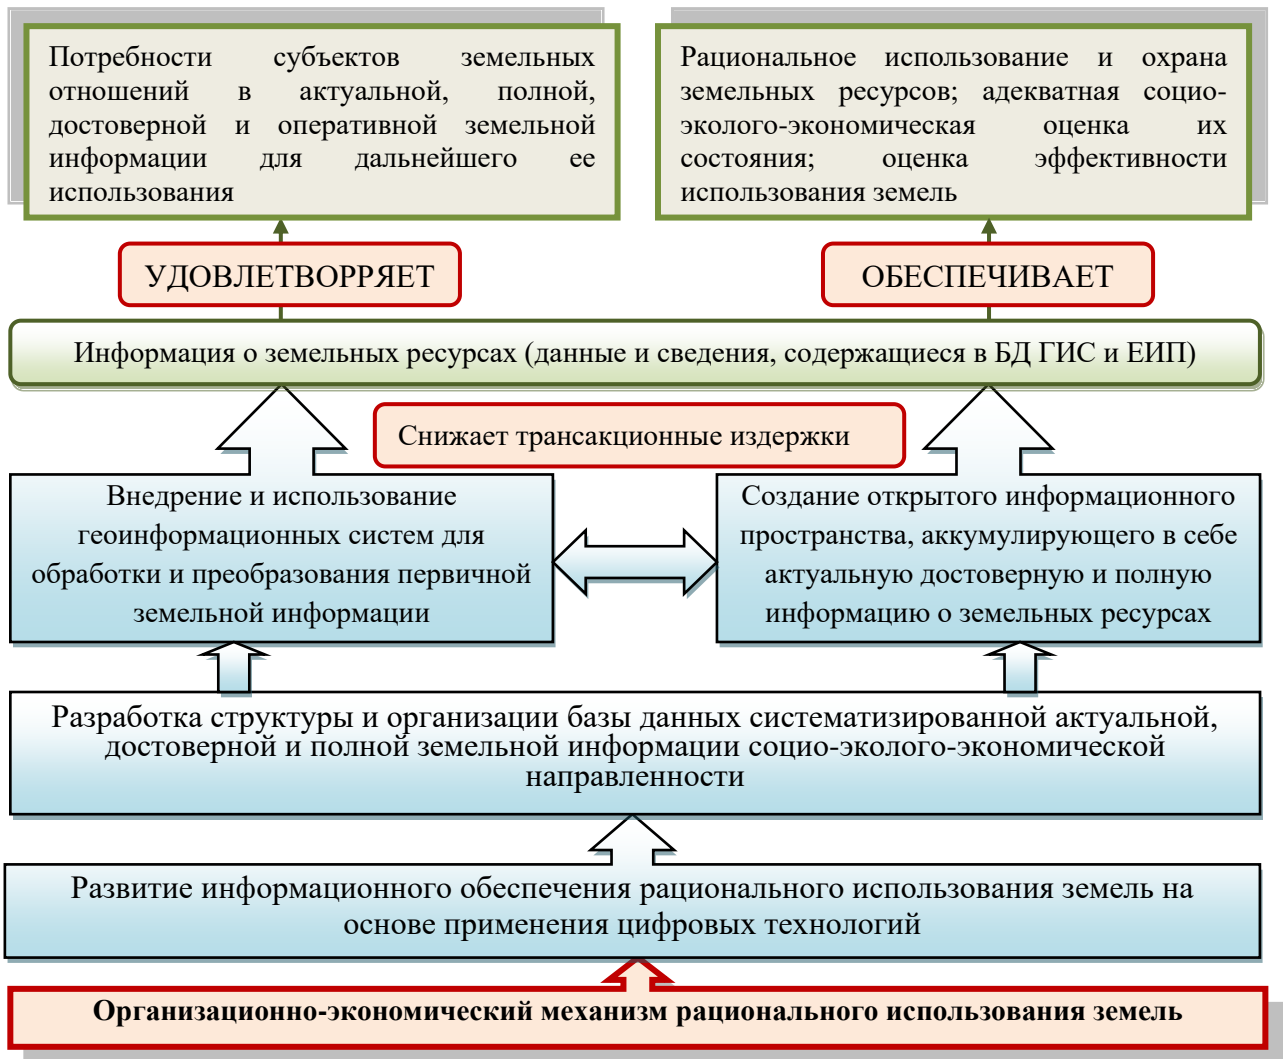 Потребности субъектов земельных
отношений в актуальной, полной,
достоверной и оперативной земельной
информации для дальнейшего ее
использования
Рациональное использование и охрана
земельных ресурсов; адекватная социо-
эколого-экономическая оценка их
состояния; оценка эффективности
использования земель
УДОВЛЕТВОРРЯЕТ
ОБЕСПЕЧИВАЕТ
Информация о земельных ресурсах (данные и сведения, содержащиеся в БД ГИС и ЕИП)
Снижает трансакционные издержки
Внедрение и использование
геоинформационных систем для
обработки и преобразования первичной
земельной информации
Создание открытого информационного
пространства, аккумулирующего в себе
актуальную достоверную и полную
информацию о земельных ресурсах
Разработка структуры и организации базы данных систематизированной актуальной,
достоверной и полной земельной информации социо-эколого-экономической
направленности
Развитие информационного обеспечения рационального использования земель на
основе применения цифровых технологий
Организационно-экономический механизм рационального использования земель